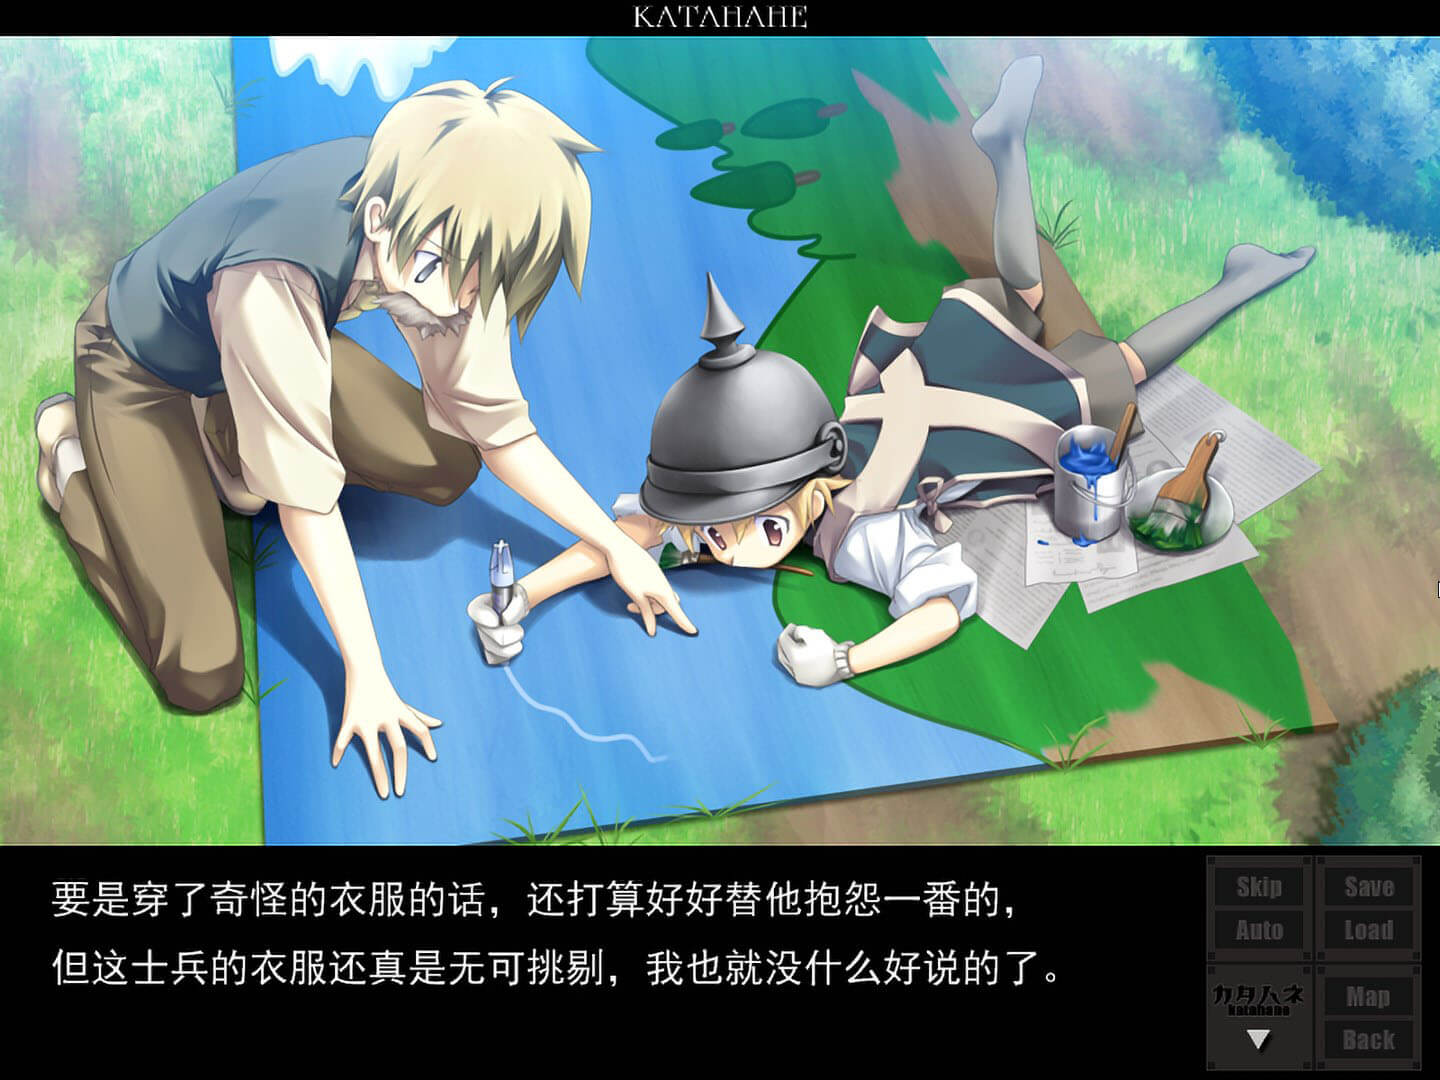 KATAHAHE
要是穿了奇怪的衣服的话，还打算好好替他抱怨一番的，
但这士兵的衣服还真是无可挑剔，我也就没什么好说的了。
Skip
Save
Auto
Load
カタハネ
katahane
Map
Back